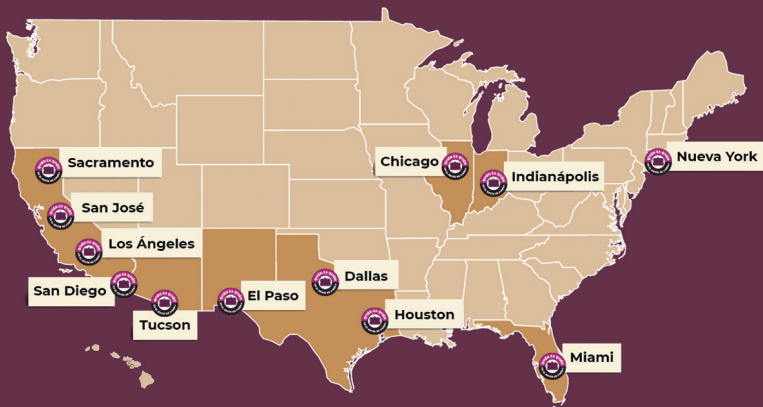 Sacramento
San José
Los Ángeles
San Diego
Tucson
El Paso
Dallas
Houston
Chicago
Indianápolis
Nueva York
Miami